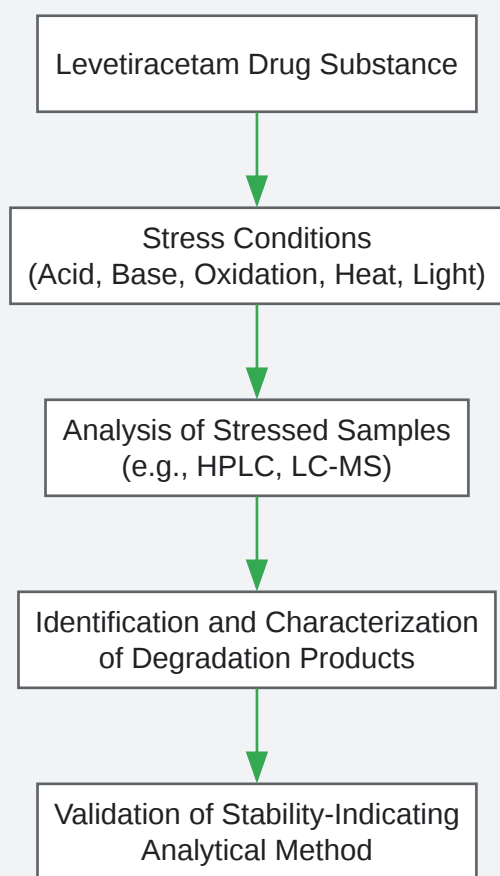 Levetiracetam Drug Substance
Stress Conditions
(Acid, Base, Oxidation, Heat, Light)
Analysis of Stressed Samples
(e.g., HPLC, LC-MS)
Identification and Characterization
of Degradation Products
Validation of Stability-Indicating
Analytical Method